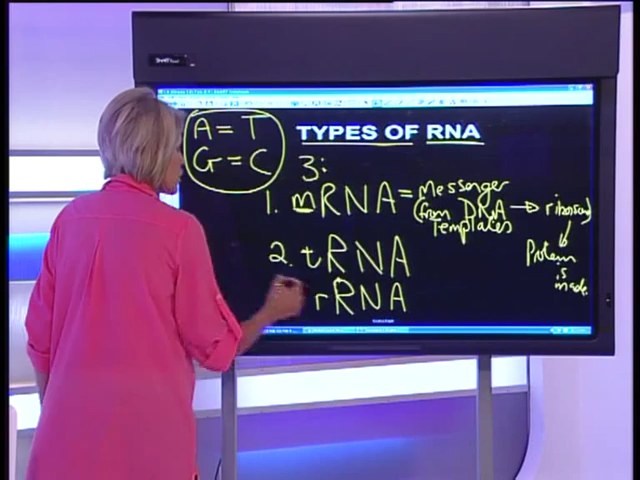 A = T
G = C
TYPES OF RNA
3:
1. mRNA = Messenger
(from DNA → ribosome)
Templates
Protein
is
made.
2. tRNA
rRNA